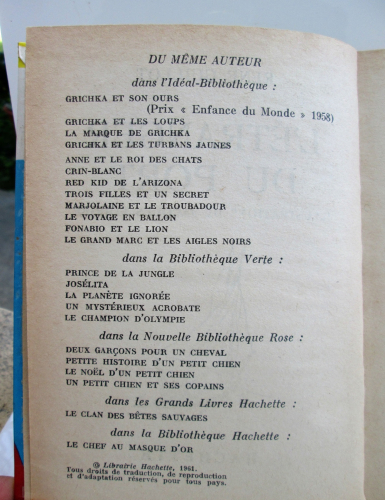 DU MÊME AUTEUR
dans l'Idéal-Bibliothèque :
GRICHKA ET SON OURS
(Prix « Enfance du Monde » 1958)
GRICHKA ET LES LOUPS
LA MARQUE DE GRICHKA
GRICHKA ET LES TURBANS JAUNES
ANNE ET LE ROI DES CHATS
CRIN-BLANC
RED KID DE L'ARIZONA
TROIS FILLES ET UN SECRET
MARJOLAINE ET LE TROUBADOUR
LE VOYAGE EN BALLON
FONABIO ET LE LION
LE GRAND MARC ET LES AIGLES NOIRS
dans la Bibliothèque Verte :
PRINCE DE LA JUNGLE
JOSÉLITA
LA PLANÈTE IGNORÉE
UN MYSTÉRIEUX ACROBATE
LE CHAMPION D'OLYMPIE
dans la Nouvelle Bibliothèque Rose :
DEUX GARÇONS POUR UN CHEVAL
PETITE HISTOIRE D'UN PETIT CHIEN
LE NOËL D'UN PETIT CHIEN
UN PETIT CHIEN ET SES COPAINS
dans les Grands Livres Hachette :
LE CLAN DES BÊTES SAUVAGES
dans la Bibliothèque Hachette :
LE CHEF AU MASQUE D'OR
© Librairie Hachette, 1961.
Tous droits de traduction, de reproduction
et d'adaptation réservés pour tous pays.